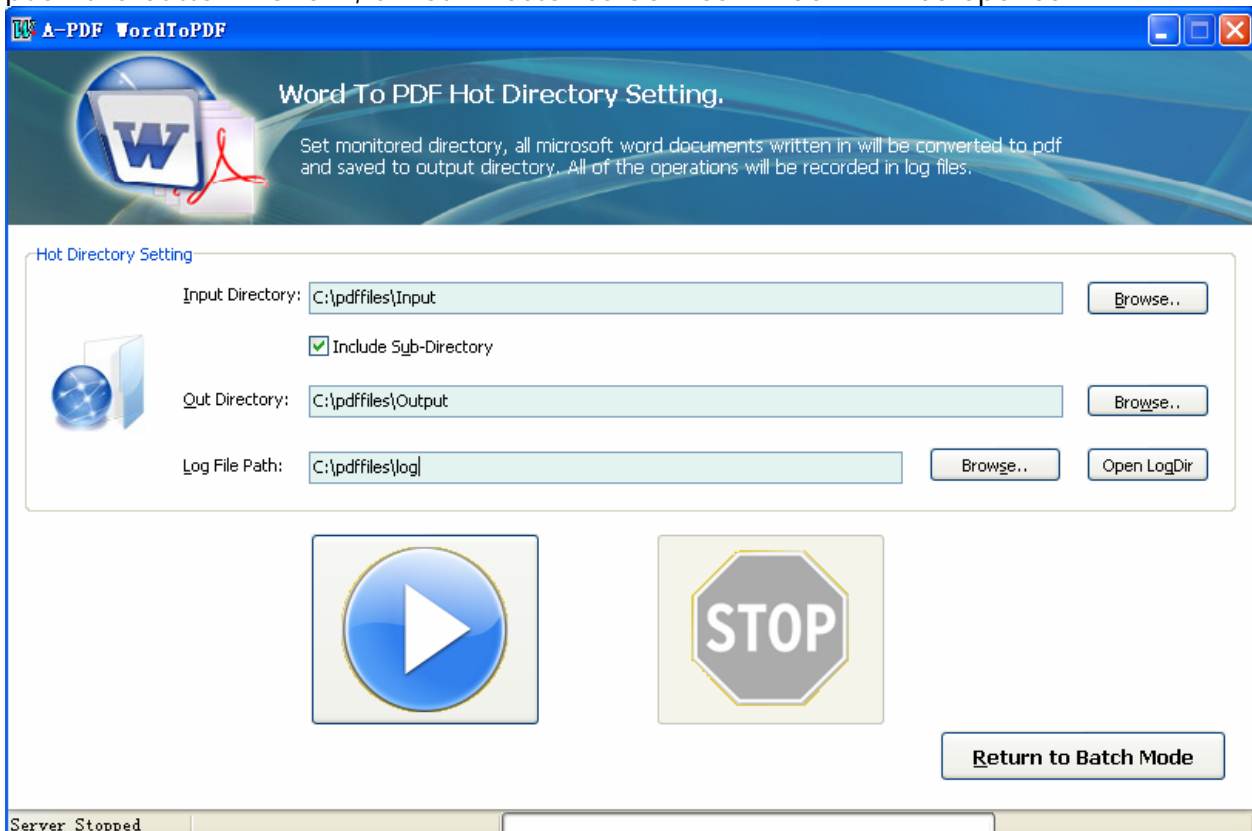 A-PDF WordToPDF
Word To PDF Hot Directory Setting.
Set monitored directory, all microsoft word documents written in will be converted to pdf
and saved to output directory. All of the operations will be recorded in log files.
Hot Directory Setting
Input Directory: C:\pdffiles\Input Browse..
Include Sub-Directory
Out Directory: C:\pdffiles\Output Browse..
Log File Path: C:\pdffiles\log Browse.. Open LogDir
STOP
Return to Batch Mode
Server Stopped